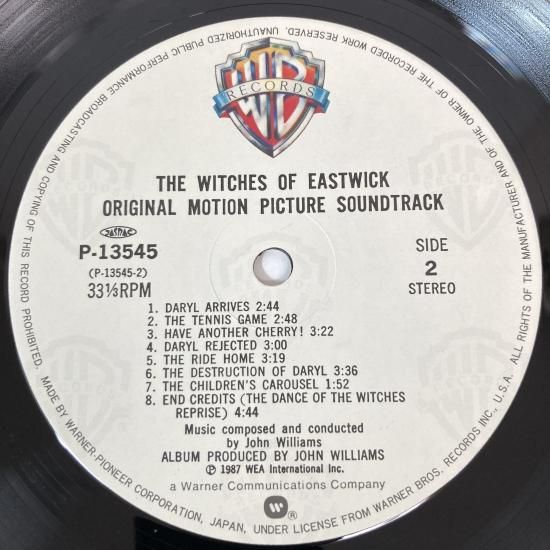 WB
RECORDS
THE WITCHES OF EASTWICK
ORIGINAL MOTION PICTURE SOUNDTRACK
JASRAC
P-13545
(P-13545-2)
33⅓RPM
SIDE
2
STEREO
1. DARYL ARRIVES 2:44
2. THE TENNIS GAME 2:48
3. HAVE ANOTHER CHERRY! 3:22
4. DARYL REJECTED 3:00
5. THE RIDE HOME 3:19
6. THE DESTRUCTION OF DARYL 3:36
7. THE CHILDREN'S CAROUSEL 1:52
8. END CREDITS (THE DANCE OF THE WITCHES
REPRISE) 4:44
Music composed and conducted
by John Williams
ALBUM PRODUCED BY JOHN WILLIAMS
℗ 1987 WEA International Inc.
a Warner Communications Company
W ®
MADE BY WARNER-PIONEER CORPORATION, JAPAN, UNDER LICENSE FROM WARNER BROS. RECORDS INC., U.S.A. ALL RIGHTS OF THE MANUFACTURER AND OF THE OWNER OF THE RECORDED WORK RESERVED. UNAUTHORIZED PUBLIC PERFORMANCE BROADCASTING AND COPYING OF THIS RECORD PROHIBITED.